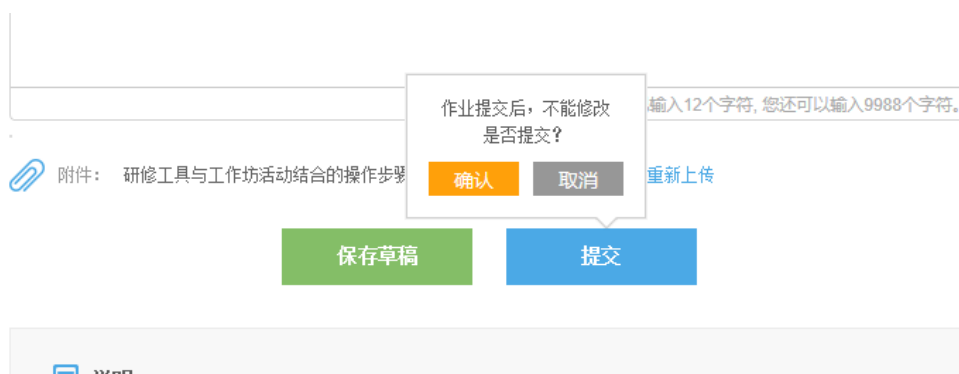 输入12个字符, 您还可以输入9988个字符。
作业提交后，不能修改
是否提交?
确认
取消
附件： 研修工具与工作坊活动结合的操作步骤
重新上传
保存草稿
提交